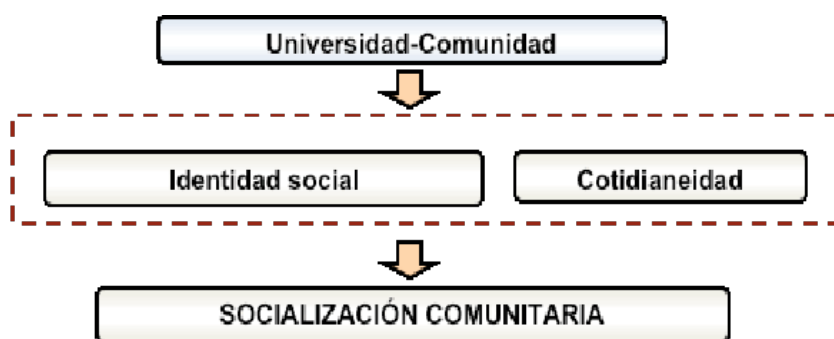 Universidad-Comunidad
Identidad social
Cotidianeidad
SOCIALIZACIÓN COMUNITARIA